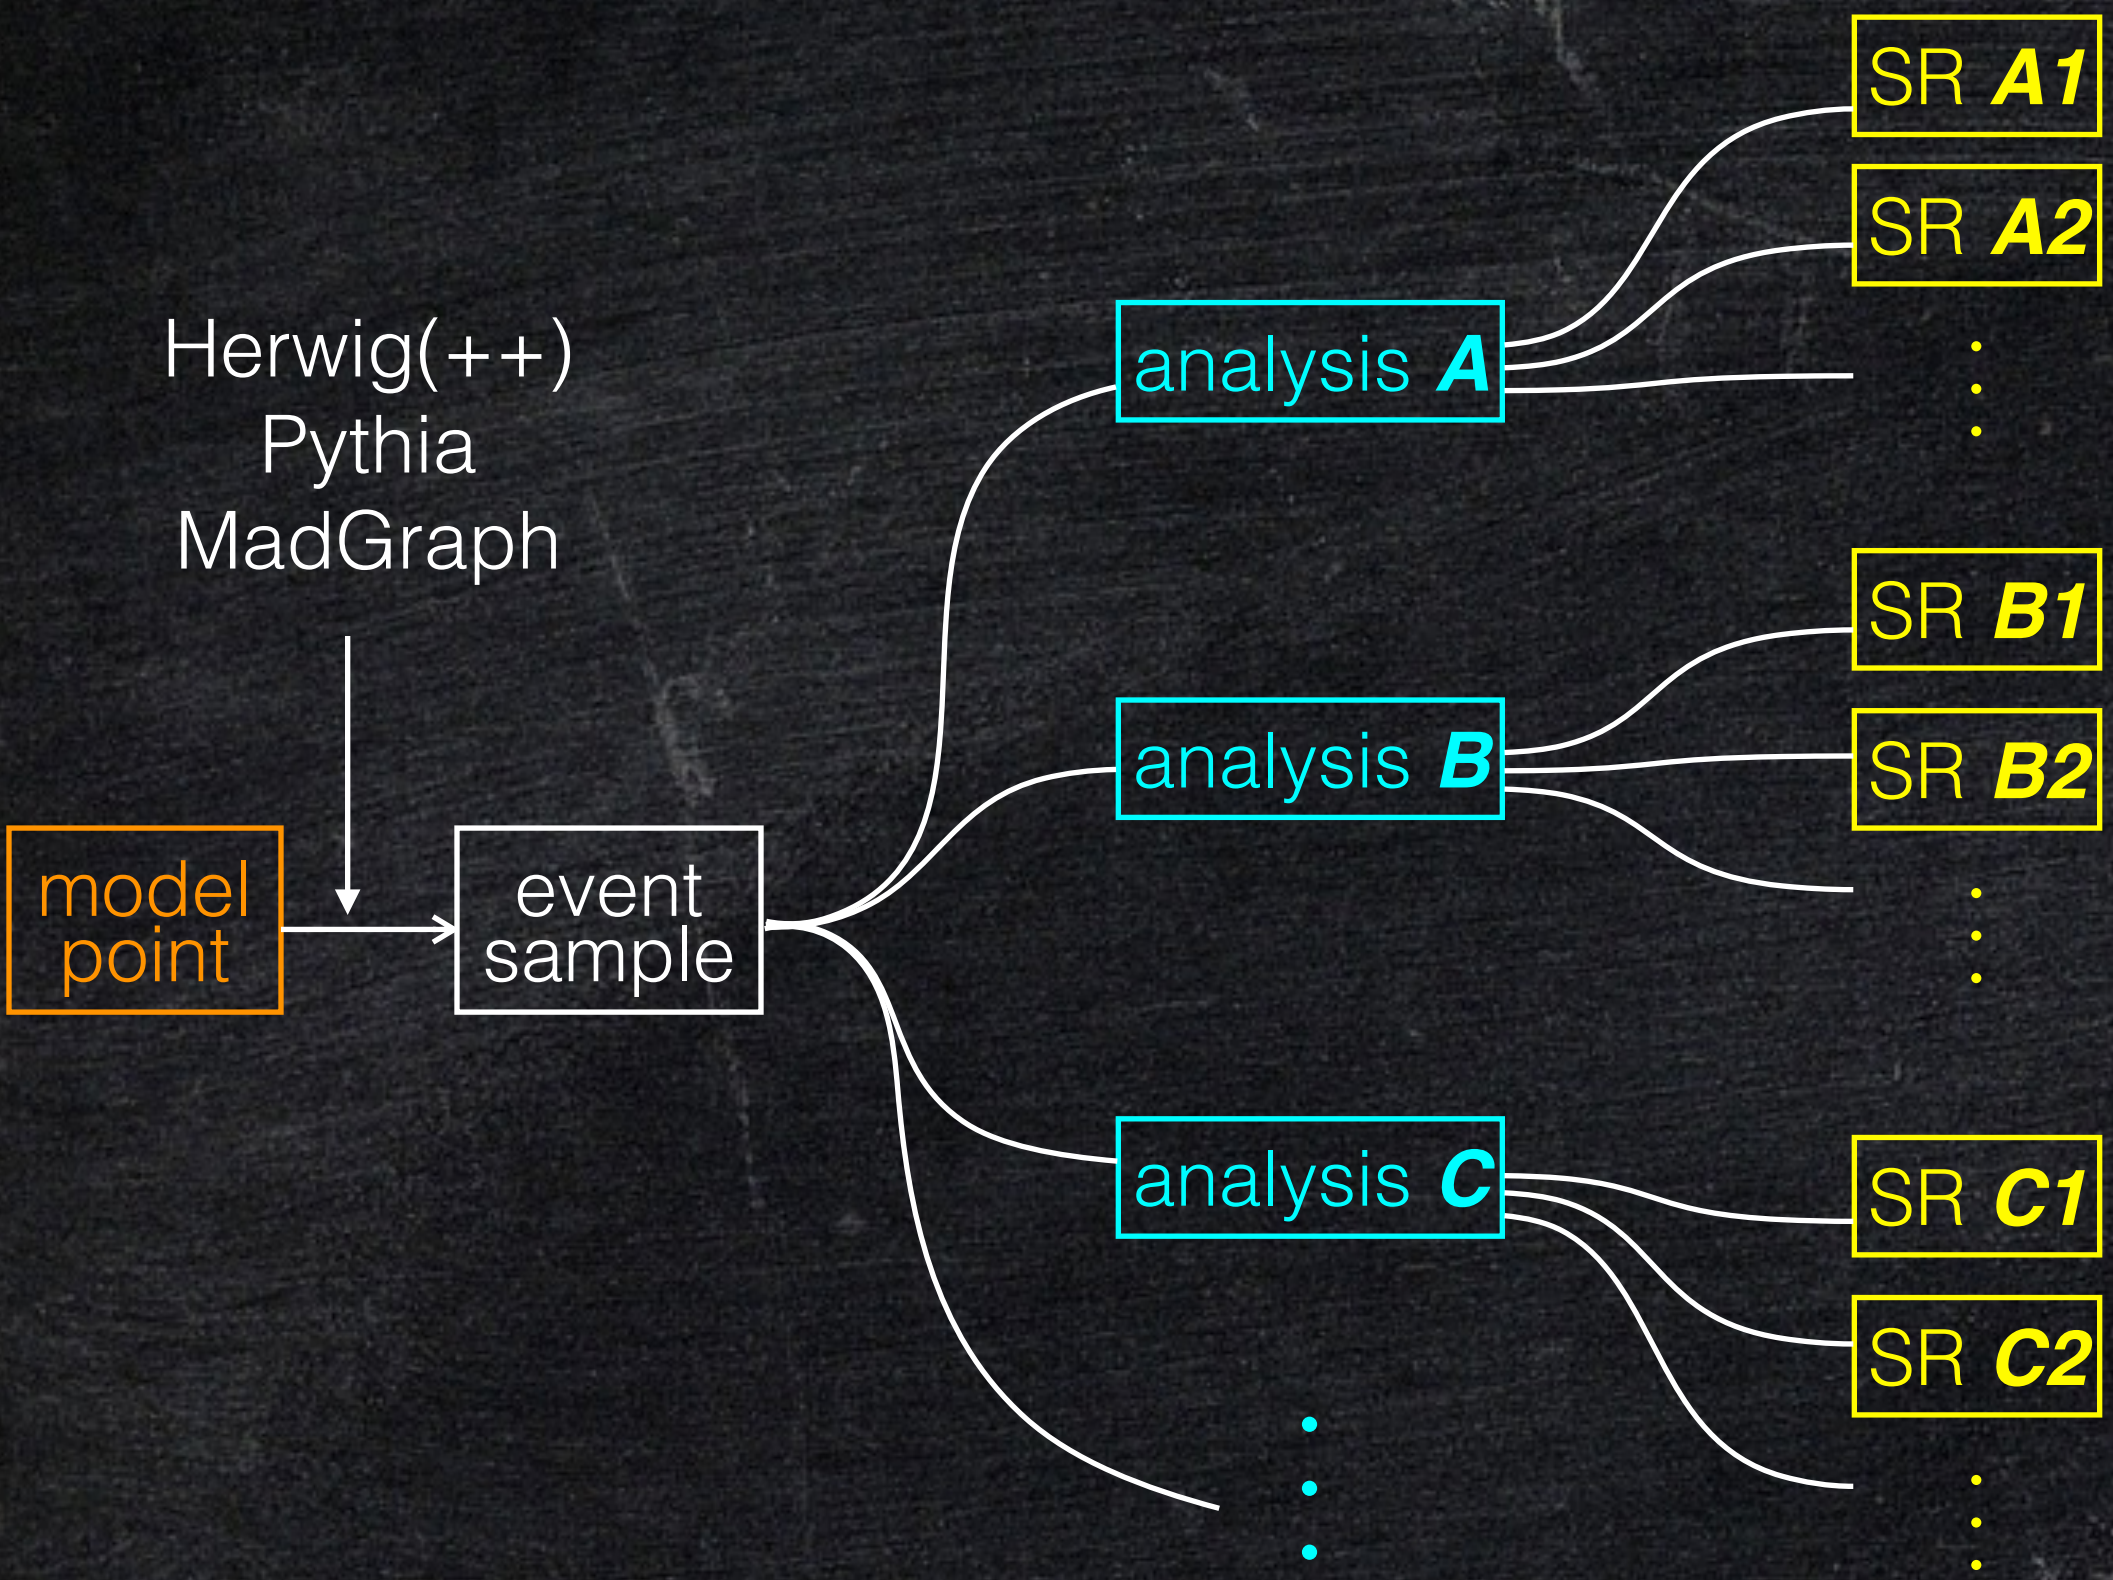 Herwig(++)
Pythia
MadGraph
model
point
event
sample
analysis A
analysis B
analysis C
SR A1
SR A2
SR B1
SR B2
SR C1
SR C2